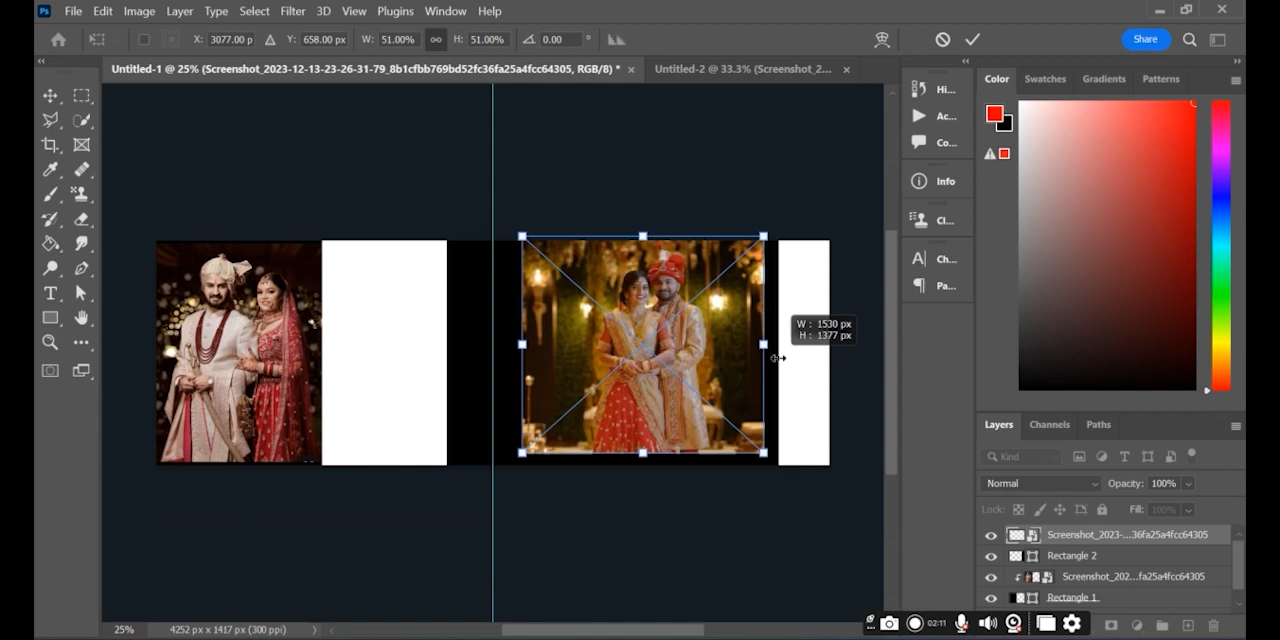 Ps File Edit Image Layer Type Select Filter 3D View Plugins Window Help
X: 3077.00 p Y: 658.00 px W: 51.00% H: 51.00% 0.00 ° Share
Untitled-1 @ 25% (Screenshot_2023-12-13-23-26-31-79_8b1cfbb769bd52fc36fa25a4fcc64305, RGB/8) * × Untitled-2 @ 33.3% (Screenshot_2... ×
Hi...
Ac...
Co...
Info
Cl...
Ch...
Pa...
Color Swatches Gradients Patterns
W : 1530 px
H : 1377 px
Layers Channels Paths
Kind
Normal Opacity: 100%
Lock: Fill: 100%
Screenshot_2023-...36fa25a4fcc64305
Rectangle 2
Screenshot_202...fa25a4fcc64305
Rectangle 1
25% 4252 px x 1417 px (300 ppi)
02:11